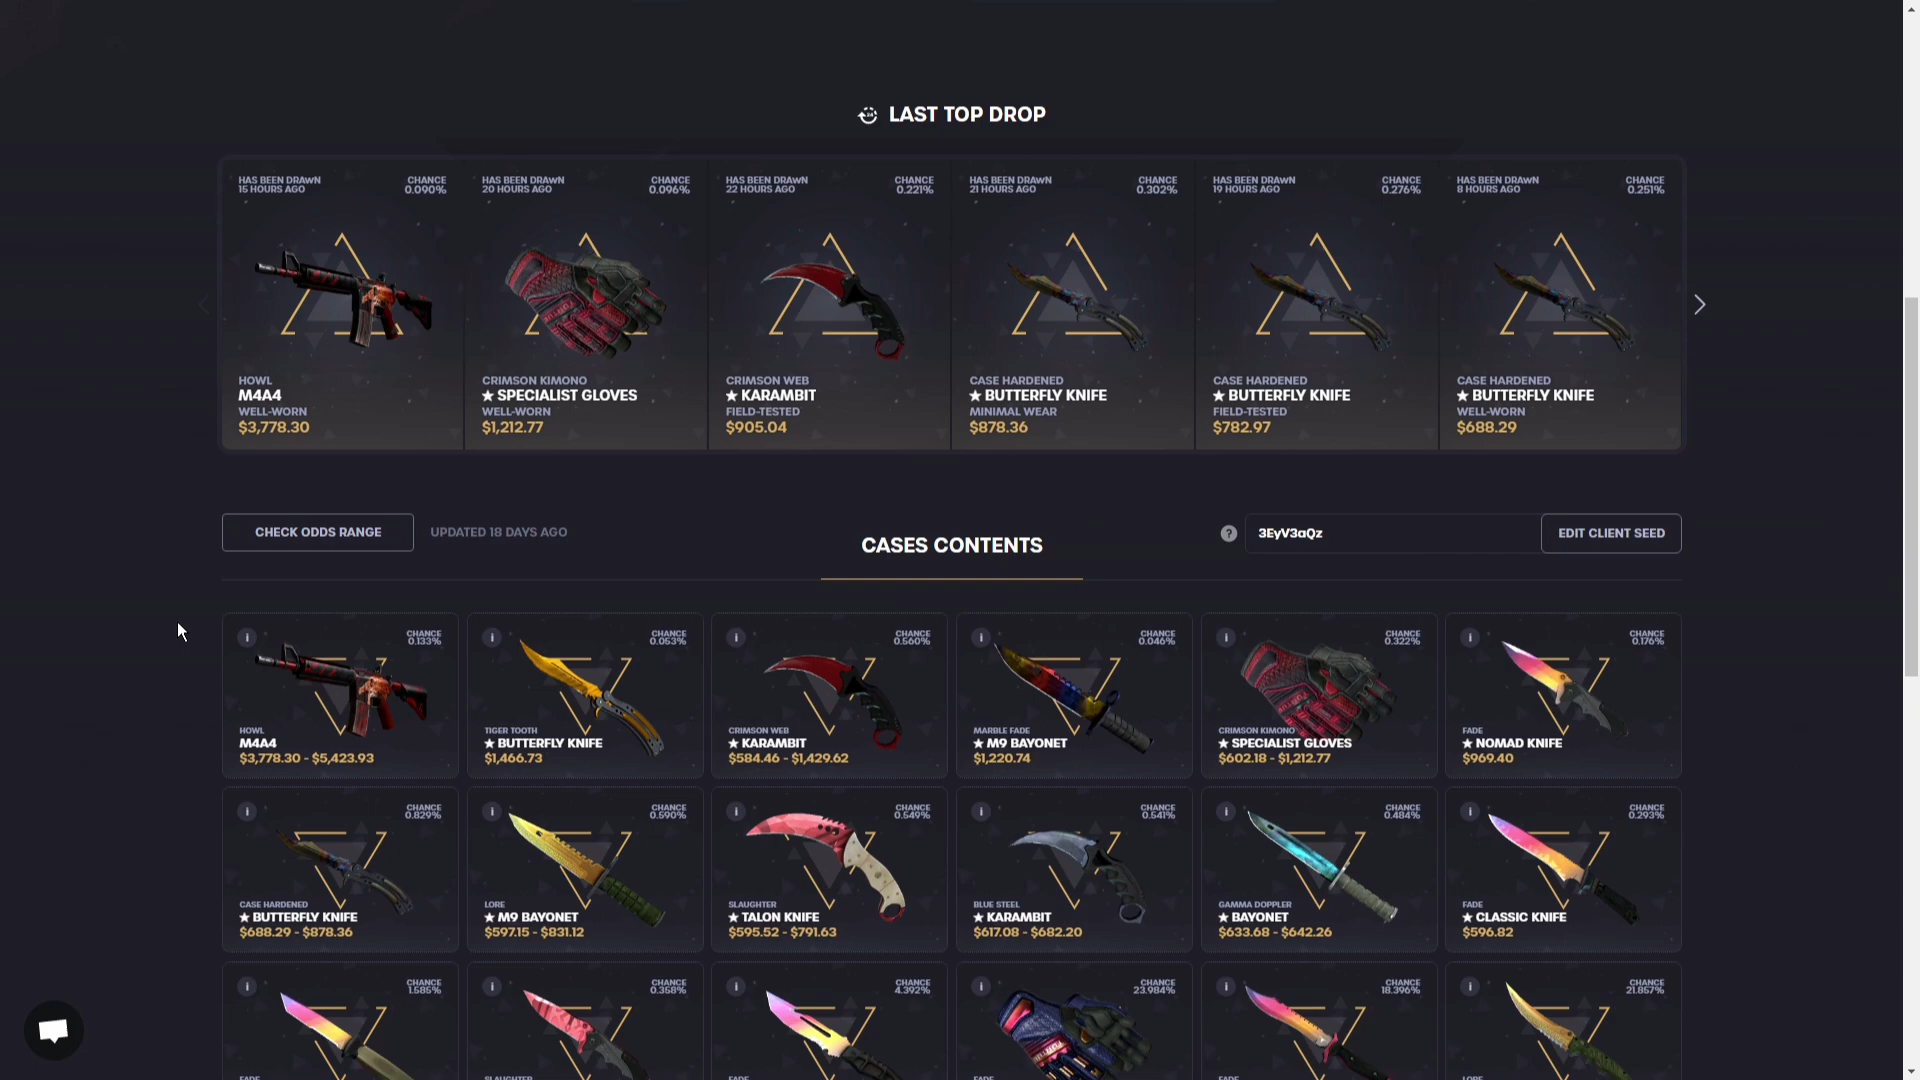 LAST TOP DROP
HAS BEEN DRAWN
15 HOURS AGO
CHANCE
0.090%
HOWL
M4A4
WELL-WORN
$3,778.30
HAS BEEN DRAWN
20 HOURS AGO
CHANCE
0.096%
CRIMSON KIMONO
★ SPECIALIST GLOVES
WELL-WORN
$1,212.77
HAS BEEN DRAWN
22 HOURS AGO
CHANCE
0.221%
CRIMSON WEB
★ KARAMBIT
FIELD-TESTED
$905.04
HAS BEEN DRAWN
21 HOURS AGO
CHANCE
0.302%
CASE HARDENED
★ BUTTERFLY KNIFE
MINIMAL WEAR
$878.36
HAS BEEN DRAWN
19 HOURS AGO
CHANCE
0.276%
CASE HARDENED
★ BUTTERFLY KNIFE
FIELD-TESTED
$782.97
HAS BEEN DRAWN
8 HOURS AGO
CHANCE
0.251%
CASE HARDENED
★ BUTTERFLY KNIFE
WELL-WORN
$688.29
CHECK ODDS RANGE
UPDATED 18 DAYS AGO
CASES CONTENTS
?
3EyV3aQz
EDIT CLIENT SEED
i
CHANCE
0.133%
HOWL
M4A4
$3,778.30 - $5,423.93
i
CHANCE
0.053%
TIGER TOOTH
★ BUTTERFLY KNIFE
$1,466.73
i
CHANCE
0.560%
CRIMSON WEB
★ KARAMBIT
$584.46 - $1,429.62
i
CHANCE
0.046%
MARBLE FADE
★ M9 BAYONET
$1,220.74
i
CHANCE
0.322%
CRIMSON KIMONO
★ SPECIALIST GLOVES
$602.18 - $1,212.77
i
CHANCE
0.176%
FADE
★ NOMAD KNIFE
$969.40
i
CHANCE
0.829%
CASE HARDENED
★ BUTTERFLY KNIFE
$688.29 - $878.36
i
CHANCE
0.590%
LORE
★ M9 BAYONET
$597.15 - $831.12
i
CHANCE
0.549%
SLAUGHTER
★ TALON KNIFE
$595.52 - $791.63
i
CHANCE
0.541%
BLUE STEEL
★ KARAMBIT
$617.08 - $682.20
i
CHANCE
0.484%
GAMMA DOPPLER
★ BAYONET
$633.68 - $642.26
i
CHANCE
0.293%
FADE
★ CLASSIC KNIFE
$596.82
i
CHANCE
1.585%
FADE
i
CHANCE
0.358%
SLAUGHTER
i
CHANCE
4.392%
FADE
i
CHANCE
23.984%
FADE
i
CHANCE
18.396%
FADE
i
CHANCE
21.857%
LORE